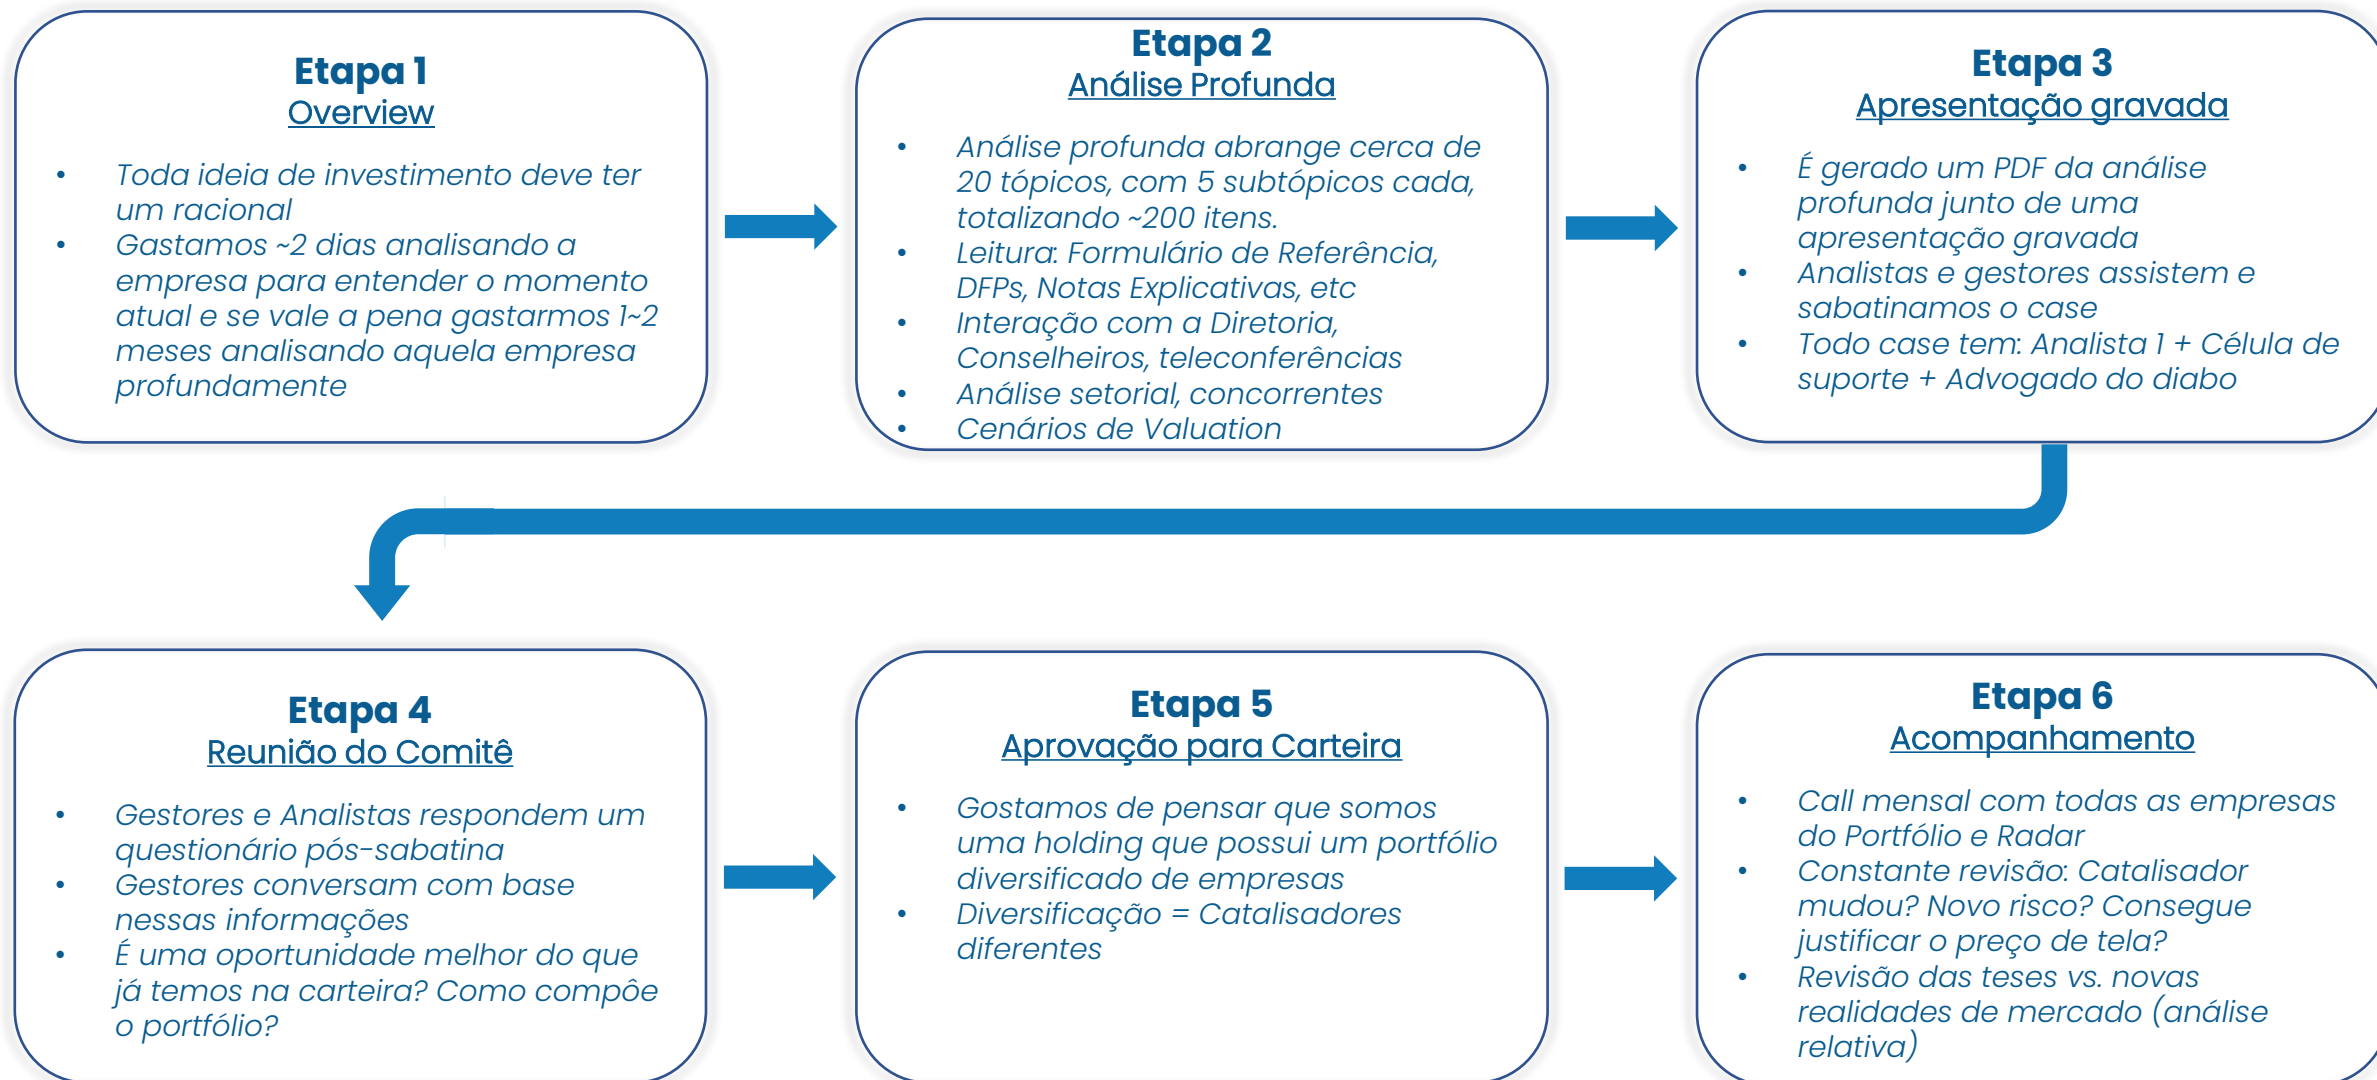 Etapa 1
Overview
• Toda ideia de investimento deve ter
um racional
• Gastamos ~2 dias analisando a
empresa para entender o momento
atual e se vale a pena gastarmos 1~2
meses analisando aquela empresa
profundamente
Etapa 2
Análise Profunda
• Análise profunda abrange cerca de
20 tópicos, com 5 subtópicos cada,
totalizando ~200 itens.
• Leitura: Formulário de Referência,
DFPs, Notas Explicativas, etc
• Interação com a Diretoria,
Conselheiros, teleconferências
• Análise setorial, concorrentes
• Cenários de Valuation
Etapa 3
Apresentação gravada
• É gerado um PDF da análise
profunda junto de uma
apresentação gravada
• Analistas e gestores assistem e
sabatinamos o case
• Todo case tem: Analista 1 + Célula de
suporte + Advogado do diabo
Etapa 4
Reunião do Comitê
• Gestores e Analistas respondem um
questionário pós-sabatina
• Gestores conversam com base
nessas informações
• É uma oportunidade melhor do que
já temos na carteira? Como compôe
o portfólio?
Etapa 5
Aprovação para Carteira
• Gostamos de pensar que somos
uma holding que possui um portfólio
diversificado de empresas
• Diversificação = Catalisadores
diferentes
Etapa 6
Acompanhamento
• Call mensal com todas as empresas
do Portfólio e Radar
• Constante revisão: Catalisador
mudou? Novo risco? Consegue
justificar o preço de tela?
• Revisão das teses vs. novas
realidades de mercado (análise
relativa)